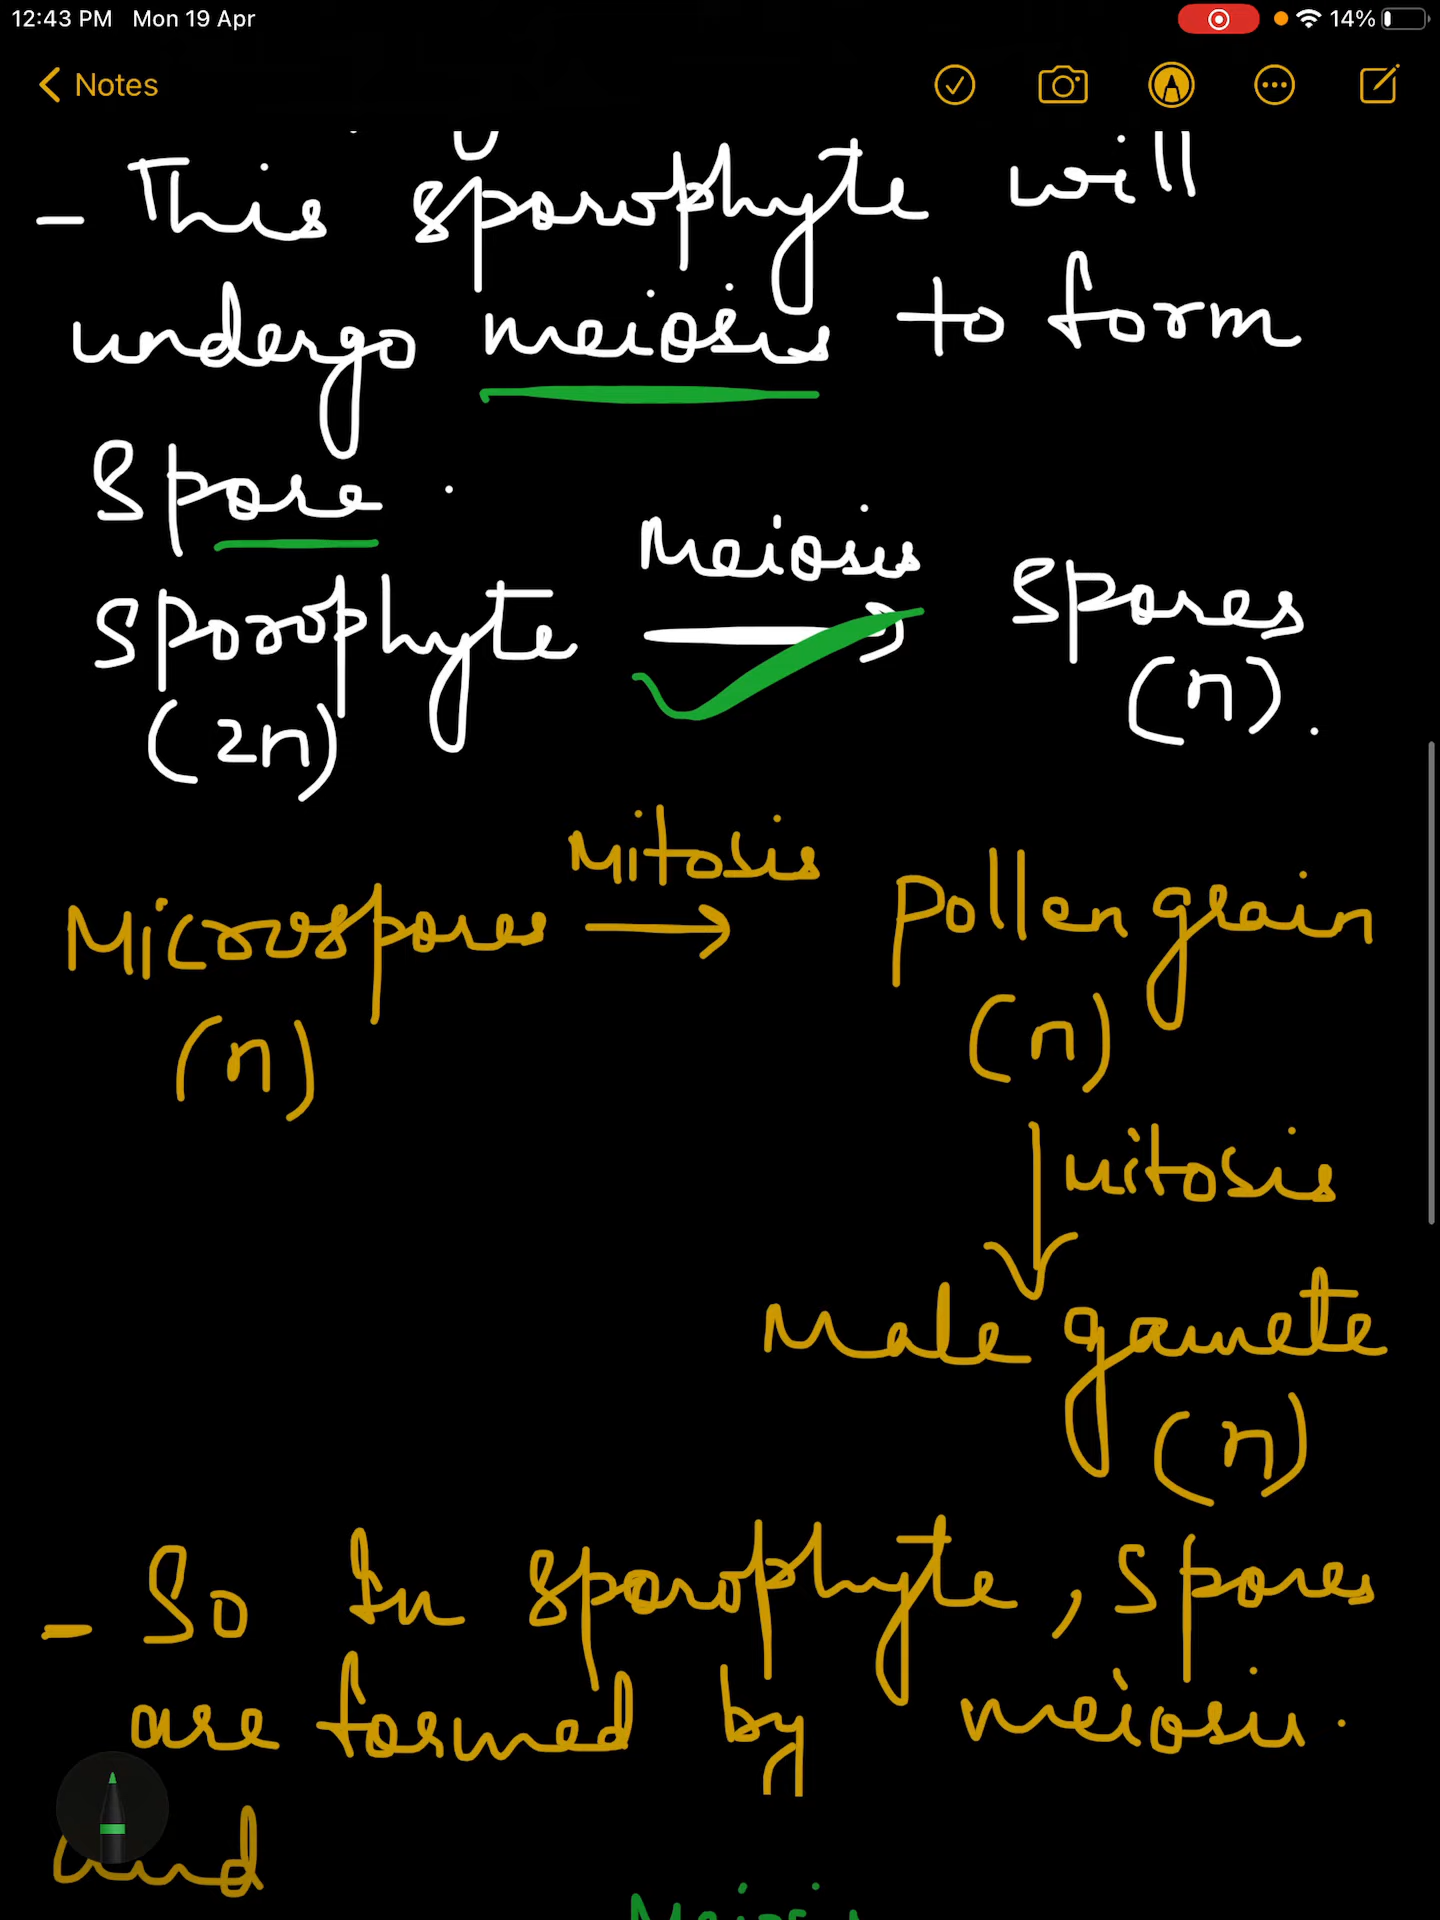 12:43 PM Mon 19 Apr 14%
Notes
- This sporophyte will
undergo meiosis to form
Spore.
Meiosis
Sporophyte → Spores
(2n) (n).
Mitosis
Microspores → Pollen grain
(n) (n)
↓ mitosis
Male gamete
(n)
- So In sporophyte, spores
are formed by meiosis.
and
Meiosis